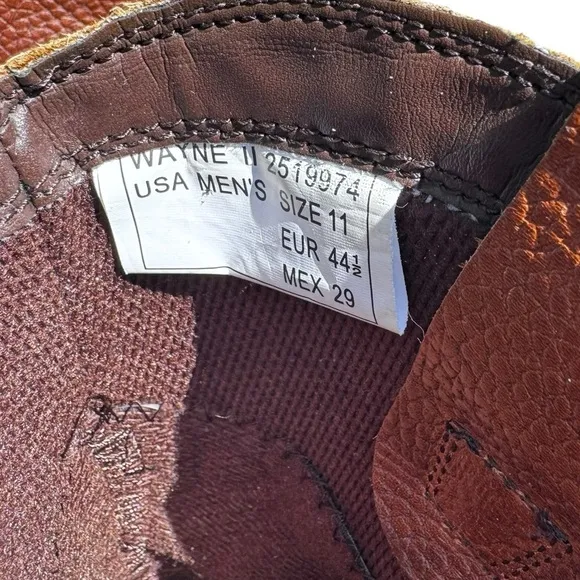 WAYNE II 2519974
USA MEN'S SIZE 11
EUR 44½
MEX 29